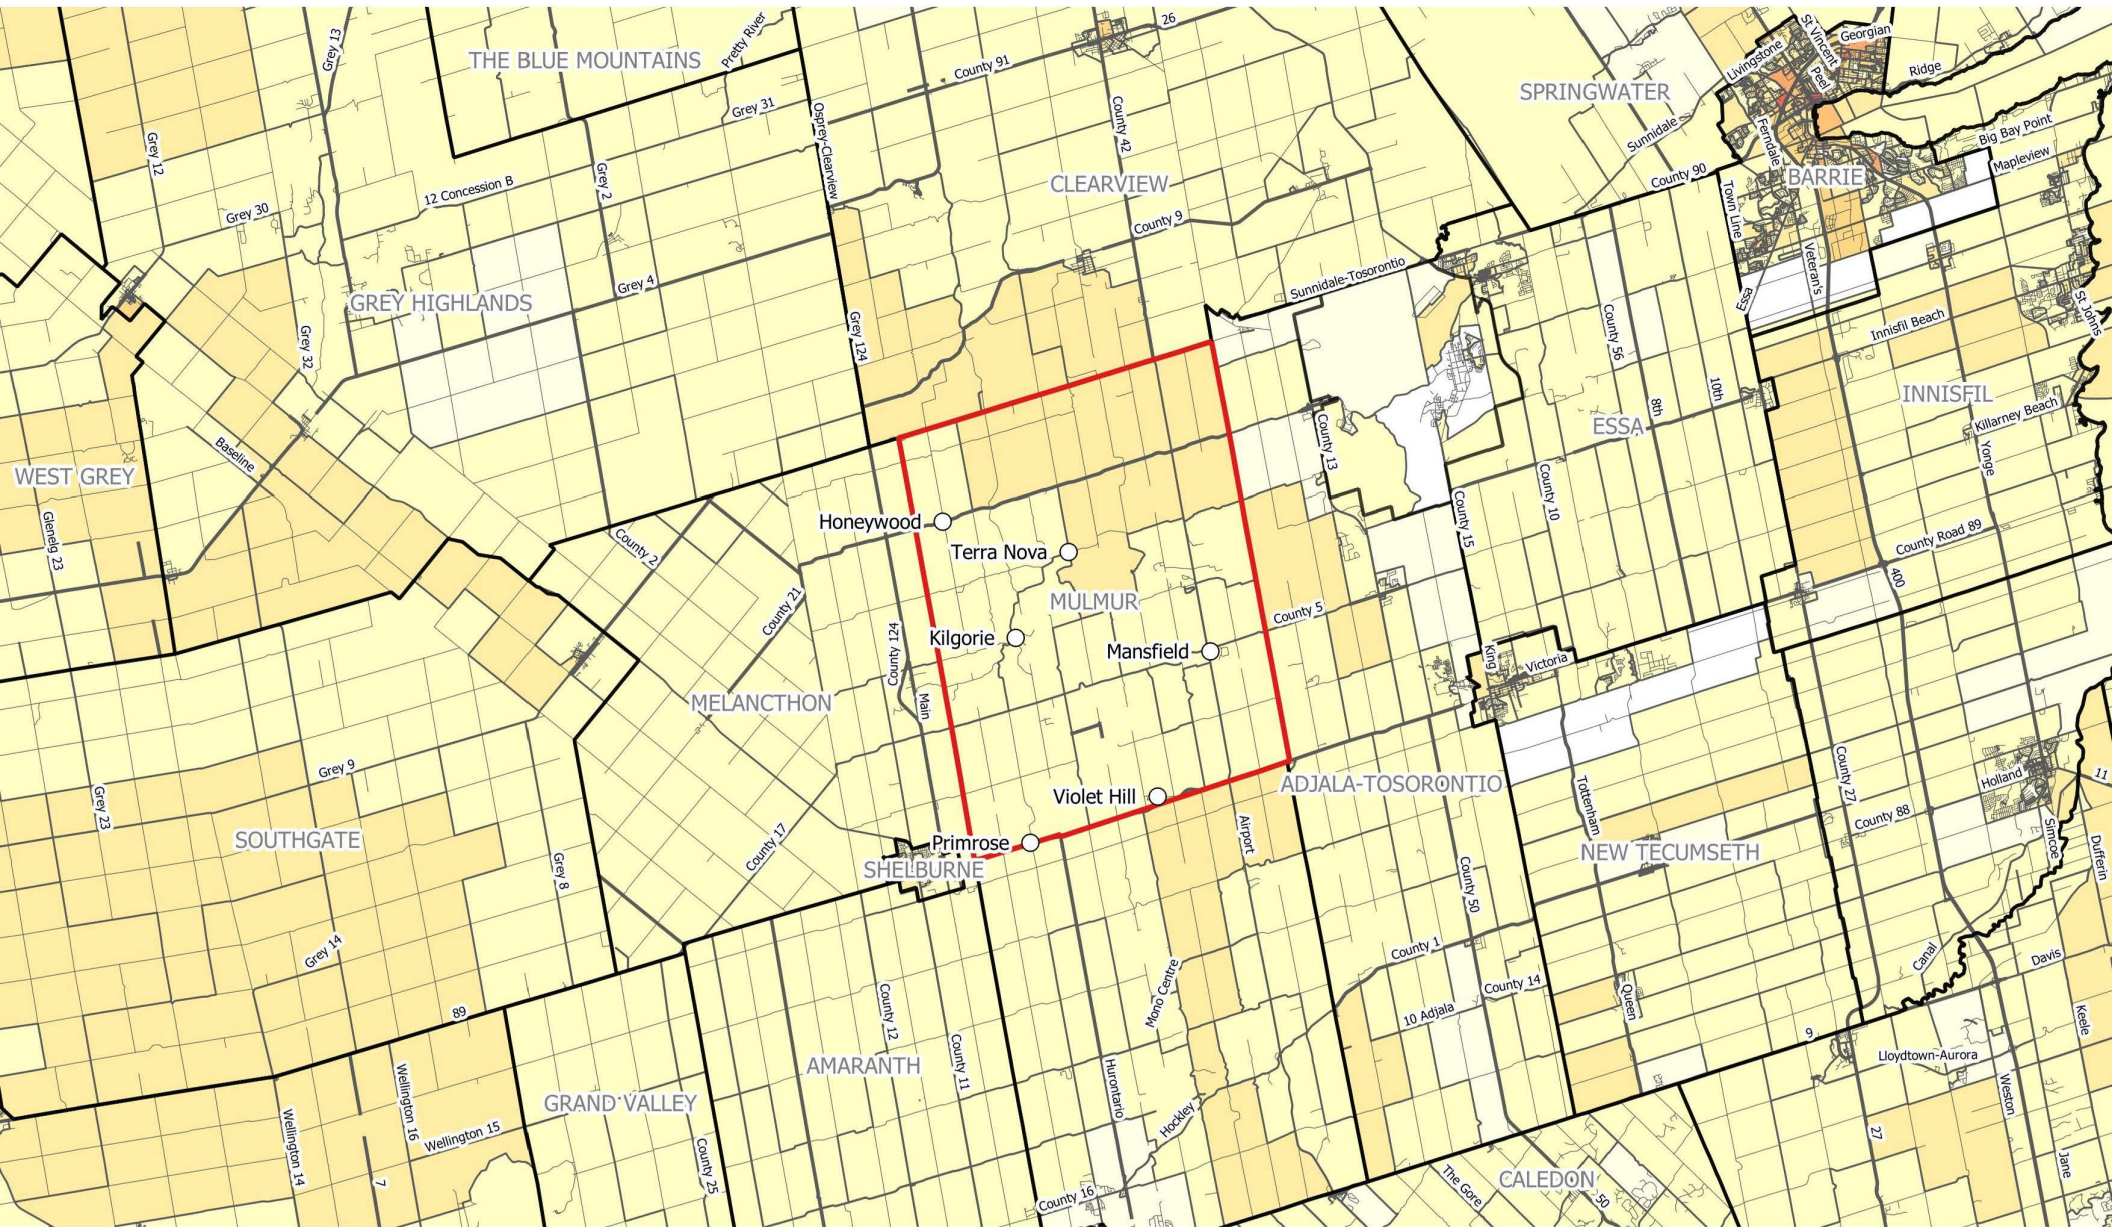 26
Grey 13
Pretty River
THE BLUE MOUNTAINS
County 91
St Vincent
Georgian
Livingstone
Peel
Ridge
SPRINGWATER
Grey 31
Osprey-Clearview
County 42
Sunnidale
Ferndale
Big Bay Point
Grey 12
Mapleview
12 Concession B
Grey 2
CLEARVIEW
County 90
BARRIE
Town Line
Grey 30
County 9
Veteran's
Sunnidale-Tosorontio
Grey 4
GREY HIGHLANDS
Essa
St Johns
Grey 32
Grey 124
County 56
Innisfil Beach
10th
INNISFIL
8th
Killarney Beach
County 13
ESSA
Baseline
WEST GREY
Yonge
County 10
County 15
Glenelg 23
Honeywood
County 2
Terra Nova
County Road 89
400
MULMUR
County 21
County 5
Kilgorie
County 124
Mansfield
King
Victoria
MELANCTHON
Main
Grey 9
County 27
Holland
11
ADJALA-TOSORONTIO
Violet Hill
Grey 23
Tottenham
County 88
Airport
SOUTHGATE
Primrose
County 17
Simcoe
Dufferin
NEW TECUMSETH
SHELBURNE
Grey 8
County 50
Grey 14
County 1
Canal
Davis
Mono Centre
County 14
Queen
89
County 12
10 Adjala
Keele
9
County 11
Lloydtown-Aurora
AMARANTH
Hurontario
Weston
Wellington 16
GRAND VALLEY
Hockley
Wellington 15
Wellington 14
27
County 25
7
Jane
CALEDON
The Gore
50
County 16